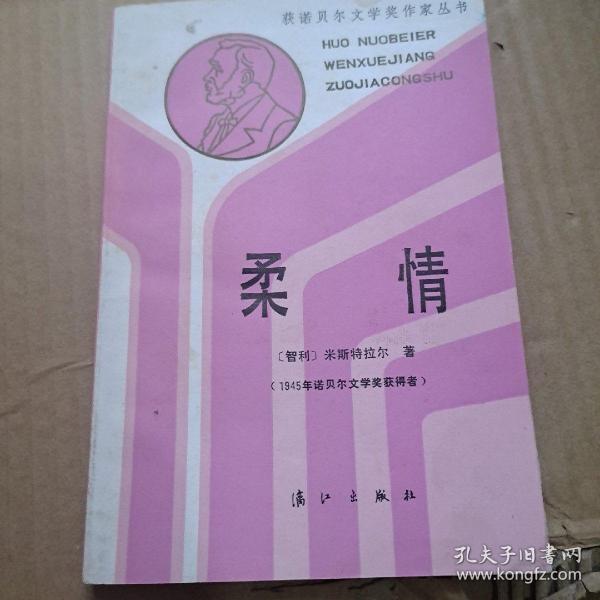 获诺贝尔文学奖作家丛书
HUO NUOBEIER
WENXUEJIANG
ZUOJIACONGSHU
柔情
〔智利〕米斯特拉尔 著
（1945年诺贝尔文学奖获得者）
漓江出版社
孔夫子旧书网
www.kongfz.com